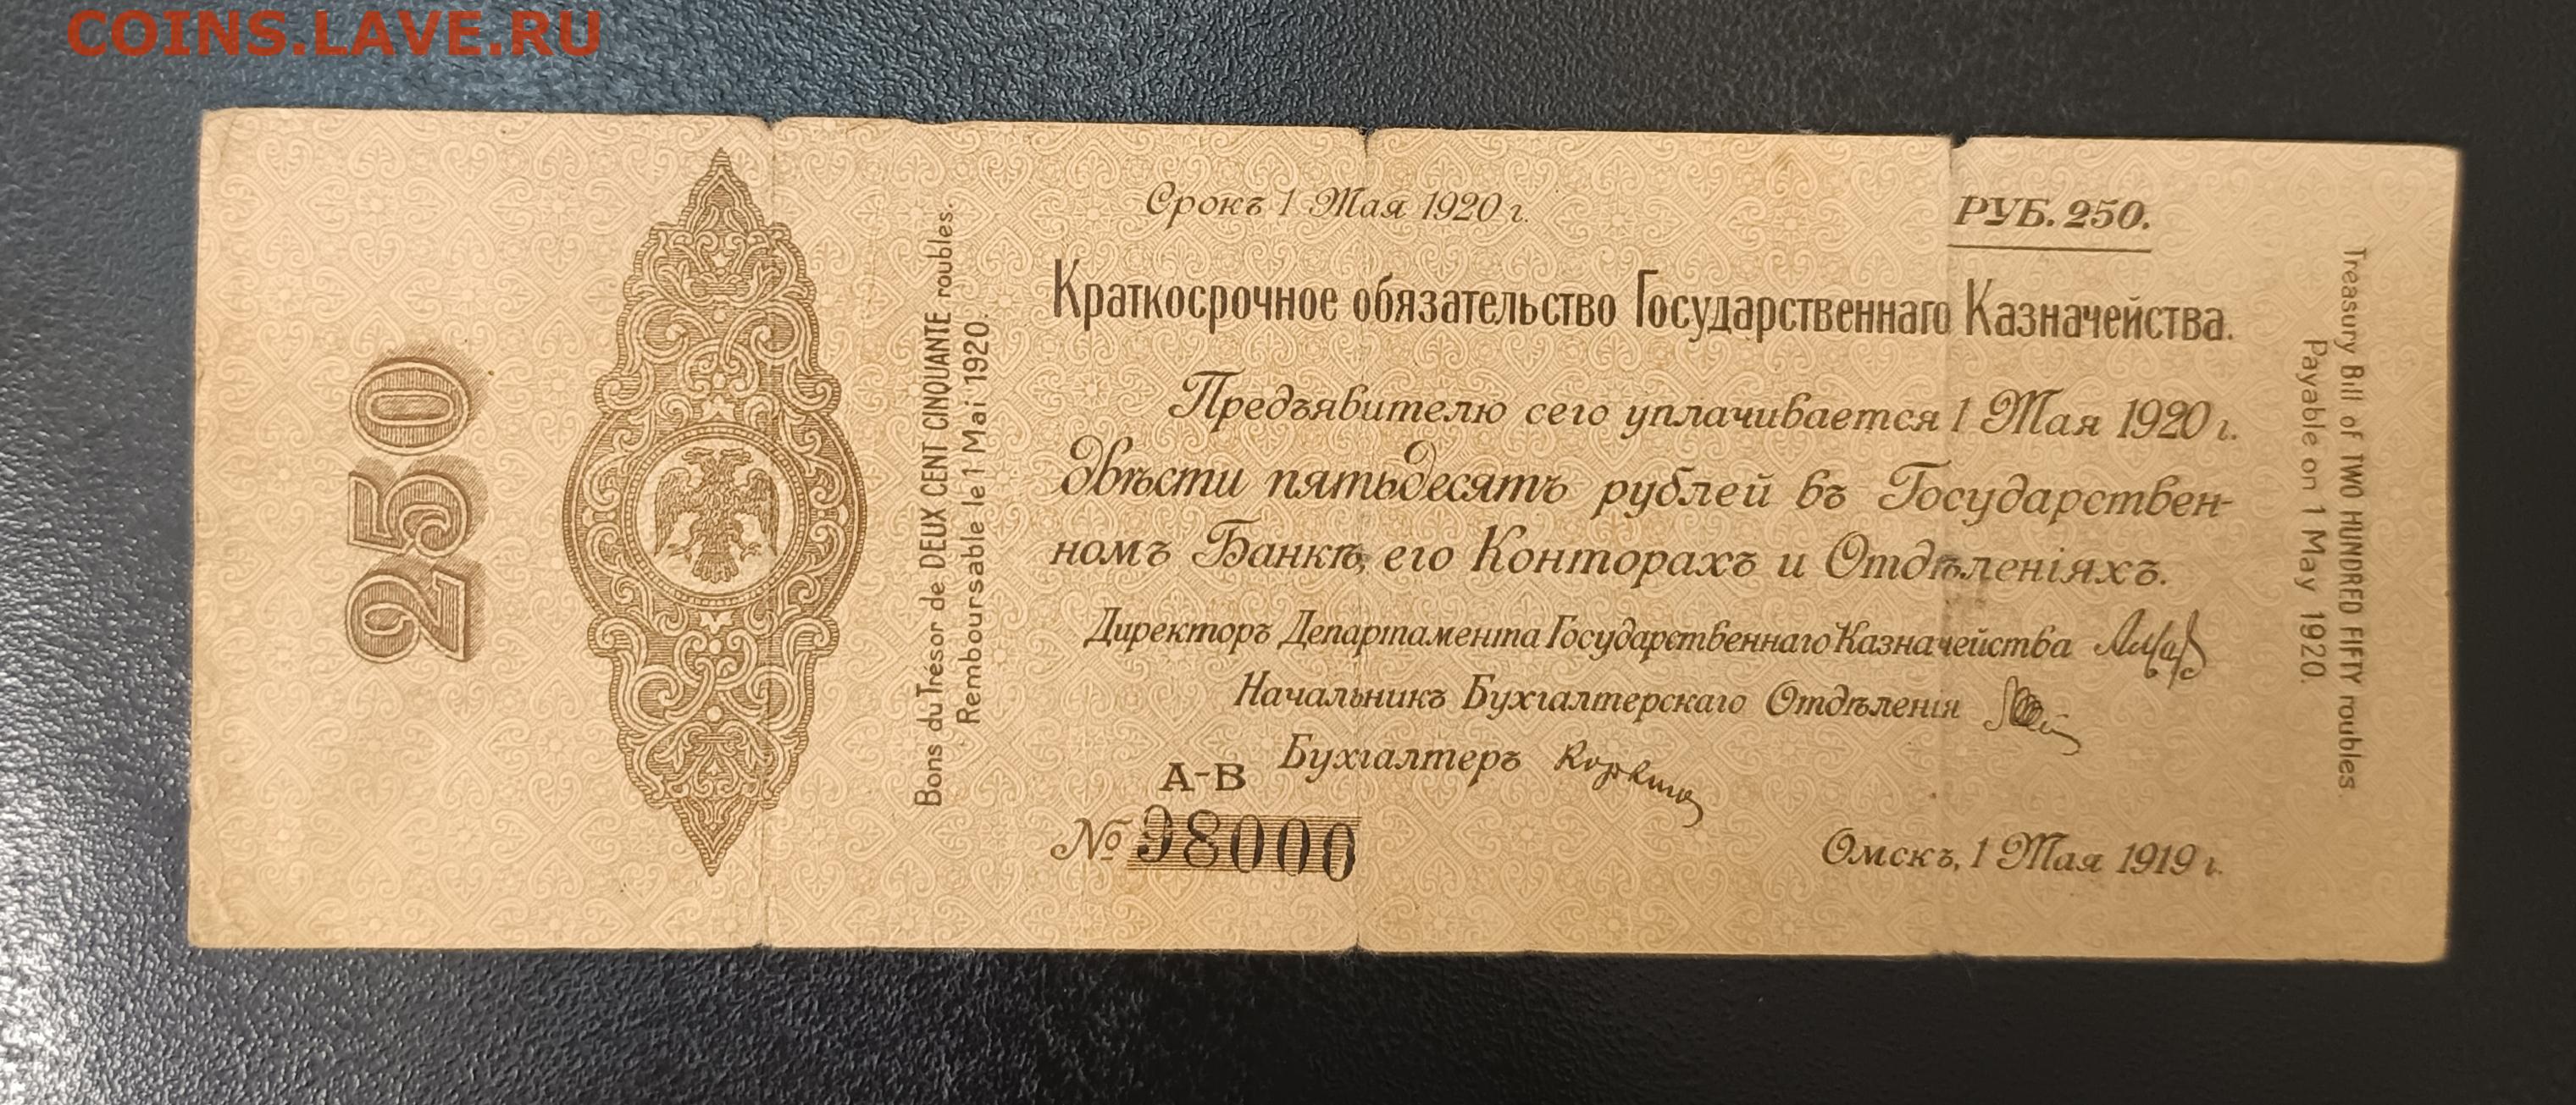 COINS.LAVE.RU
250
Bons du Trésor de DEUX CENT CINQUANTE roubles.
Remboursable le 1 Mai 1920.
Срокъ 1 Мая 1920 г.
РУБ. 250.
Краткосрочное обязательство Государственнаго Казначейства.
Предъявителю сего уплачивается 1 Мая 1920 г.
Двѣсти пятьдесятъ рублей въ Государствен-
номъ Банкѣ, его Конторахъ и Отдѣленіяхъ.
Директоръ Департамента Государственнаго Казначейства
Начальникъ Бухгалтерскаго Отдѣленія
Бухгалтеръ
А-В
№ 98000
Омскъ, 1 Мая 1919 г.
Treasury Bill of TWO HUNDRED FIFTY roubles.
Payable on 1 May 1920.